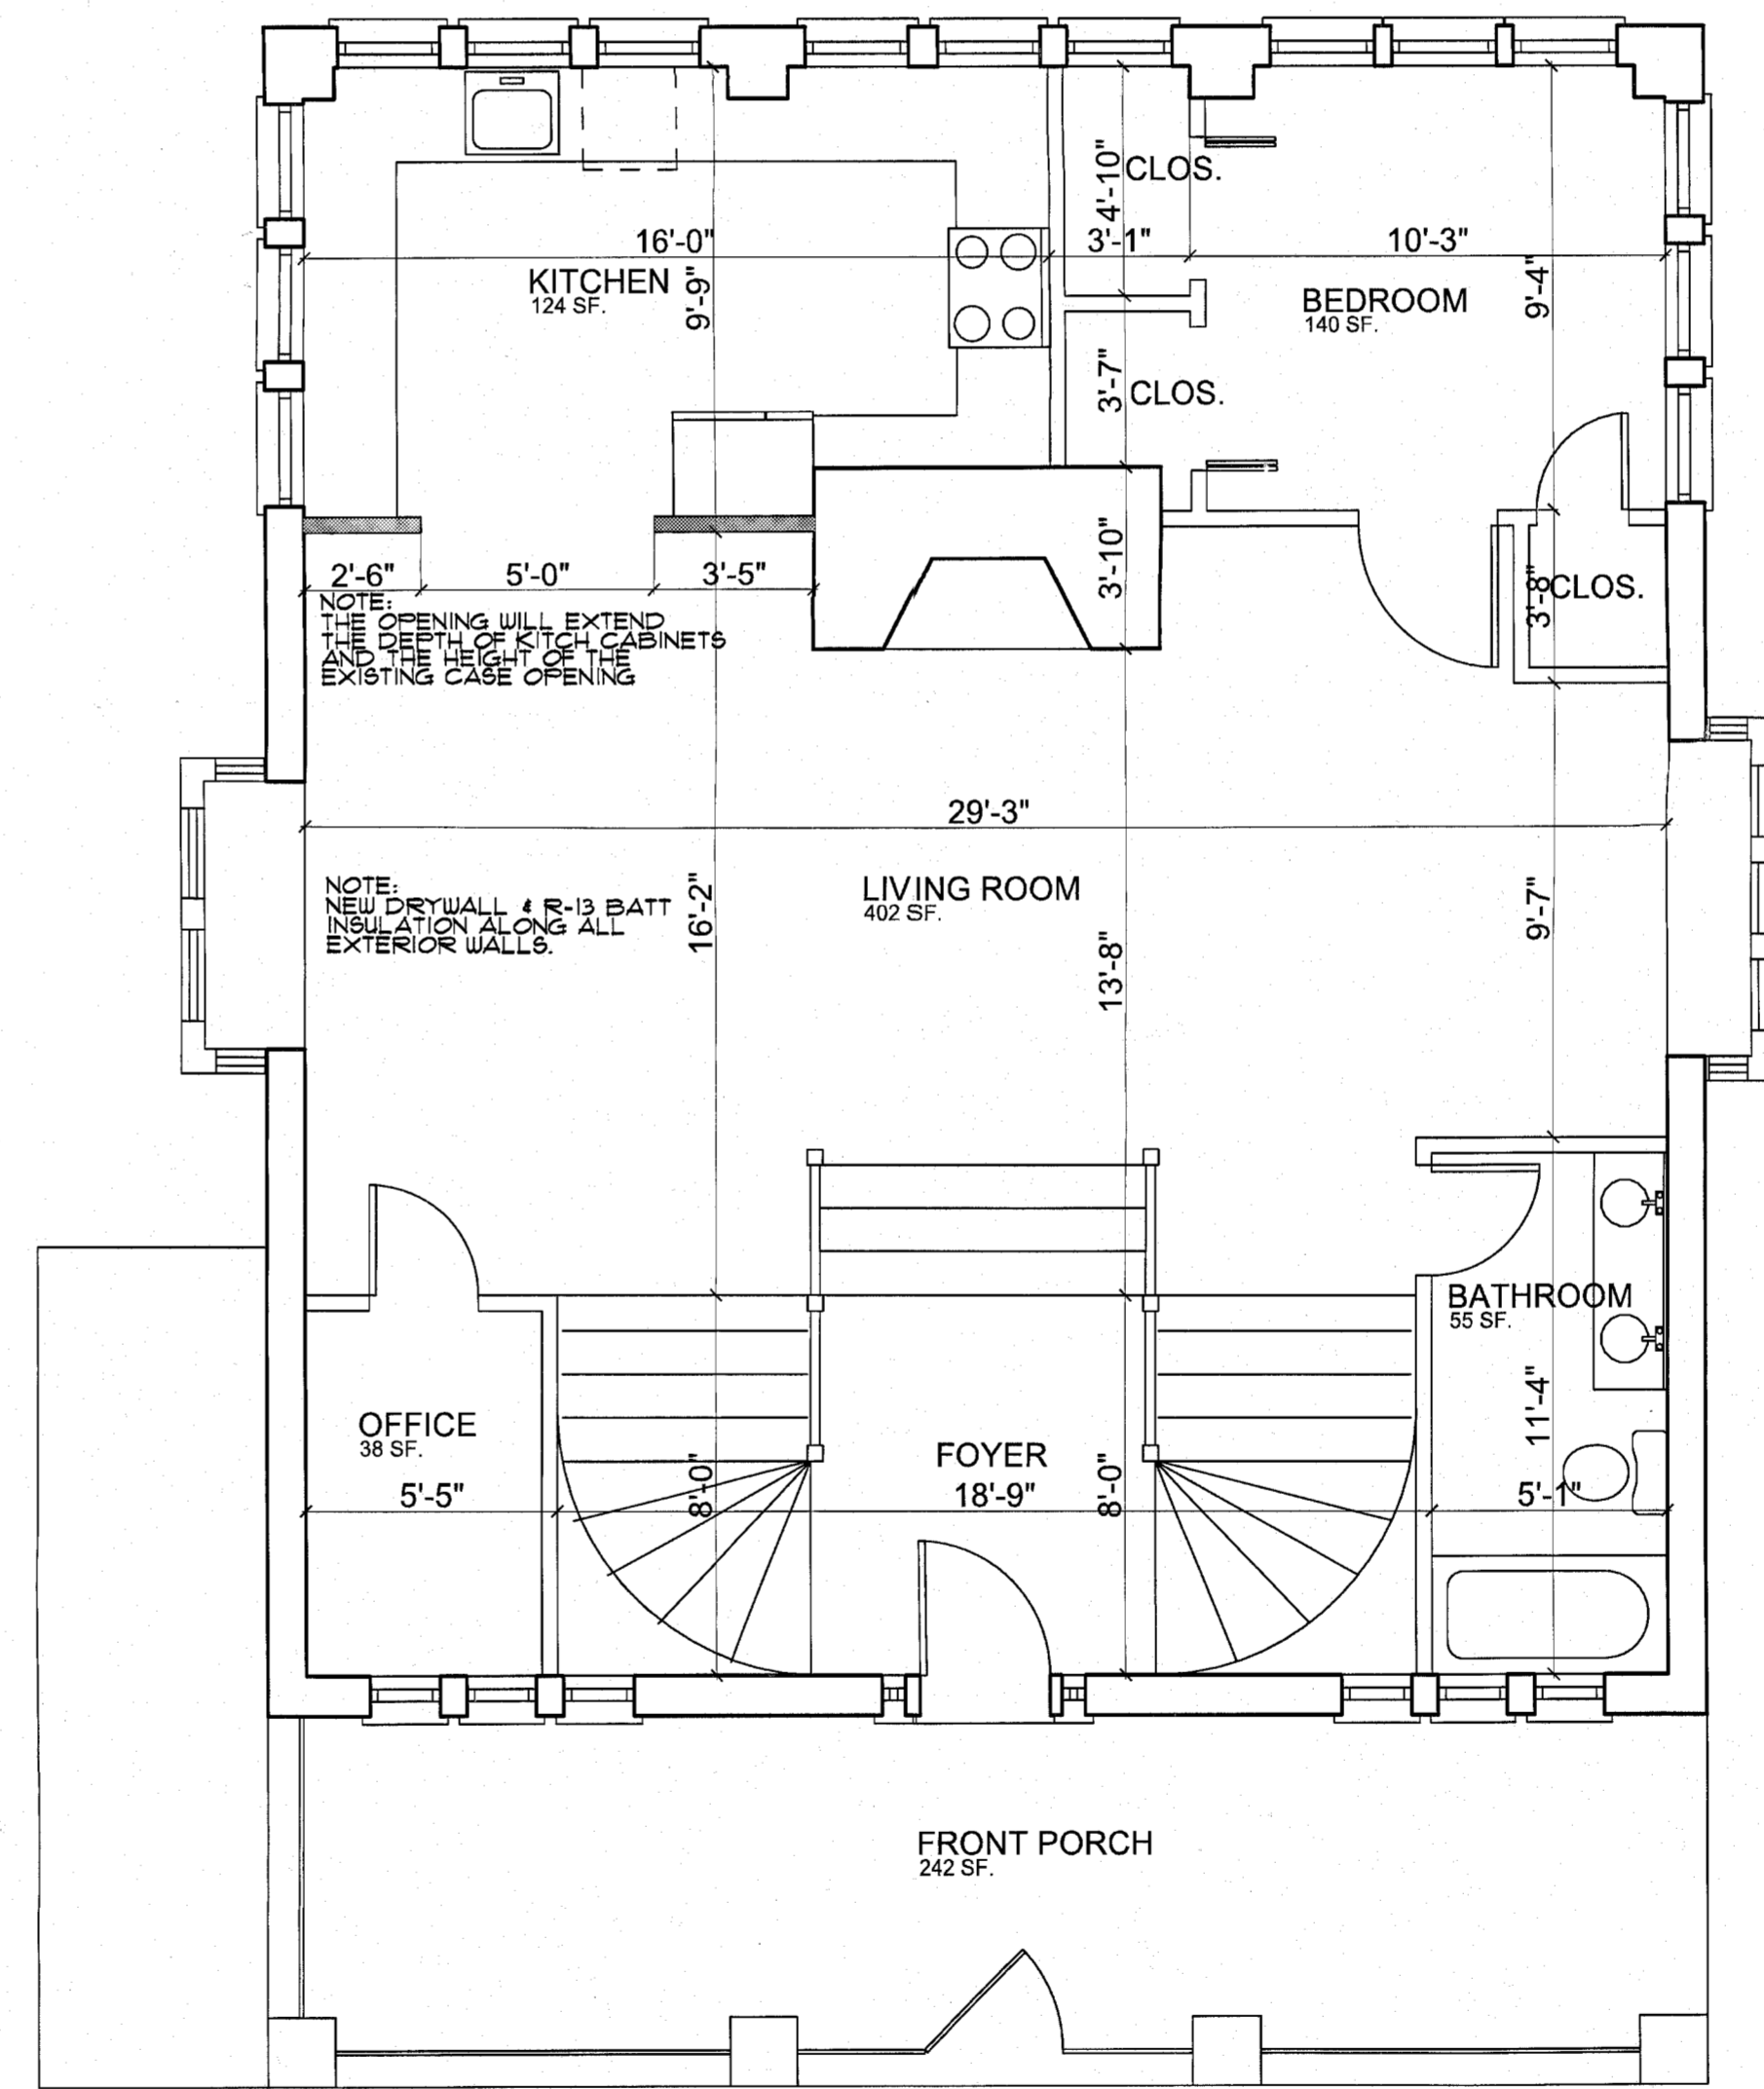 CLOS.
4'-10"
16'-0"
3'-1"
10'-3"
KITCHEN
124 SF.
9'-9"
BEDROOM
140 SF.
9'-4"
3'-7"
CLOS.
2'-6"
5'-0"
3'-5"
3'-10"
3'-8"
CLOS.
NOTE:
THE OPENING WILL EXTEND
THE DEPTH OF KITCH CABINETS
AND THE HEIGHT OF THE
EXISTING CASE OPENING
29'-3"
NOTE:
NEW DRYWALL & R-13 BATT
INSULATION ALONG ALL
EXTERIOR WALLS.
16'-2"
LIVING ROOM
402 SF.
13'-8"
9'-7"
BATHROOM
55 SF.
11'-4"
OFFICE
38 SF.
5'-5"
8'-0"
FOYER
18'-9"
8'-0"
5'-1"
FRONT PORCH
242 SF.